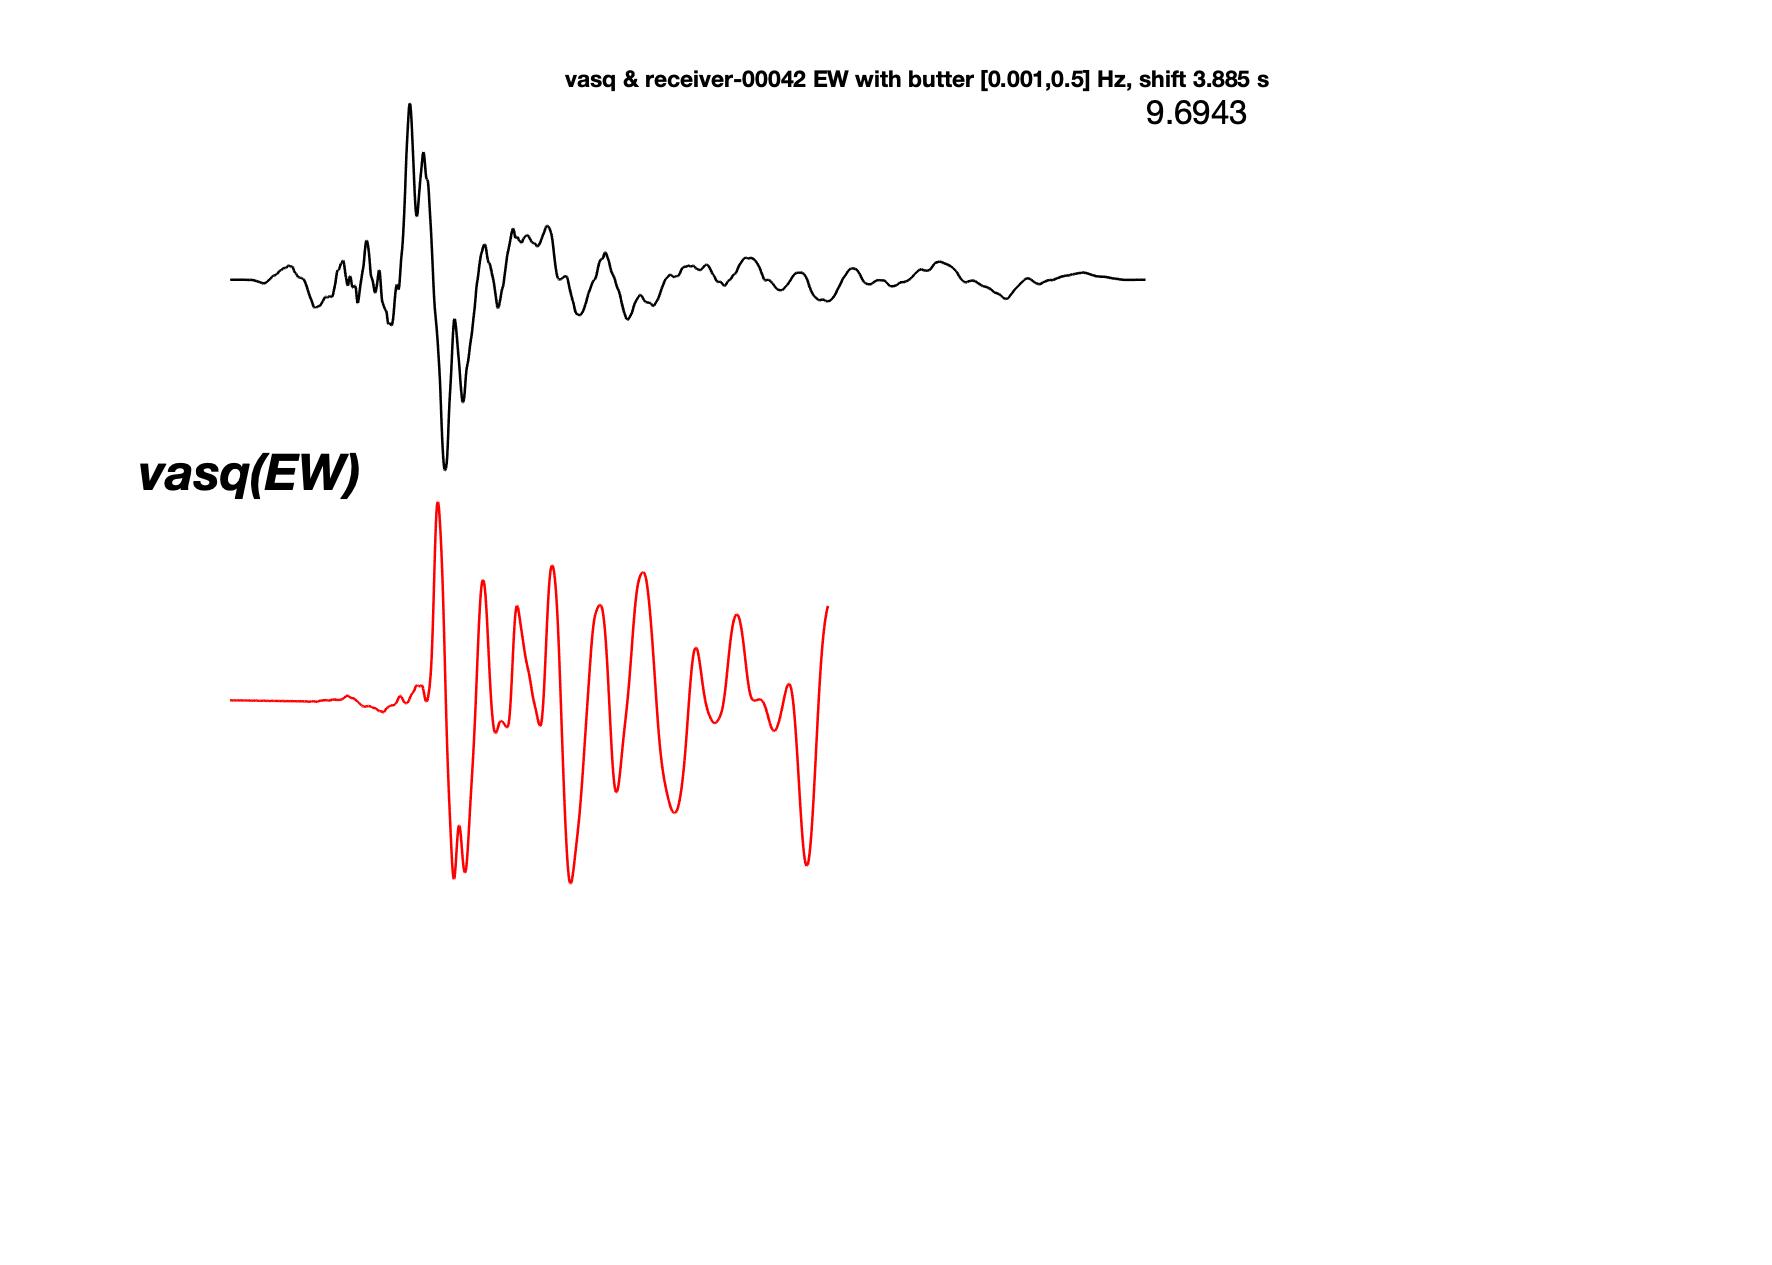 vasq & receiver-00042 EW with butter [0.001,0.5] Hz, shift 3.885 s
9.6943
vasq(EW)